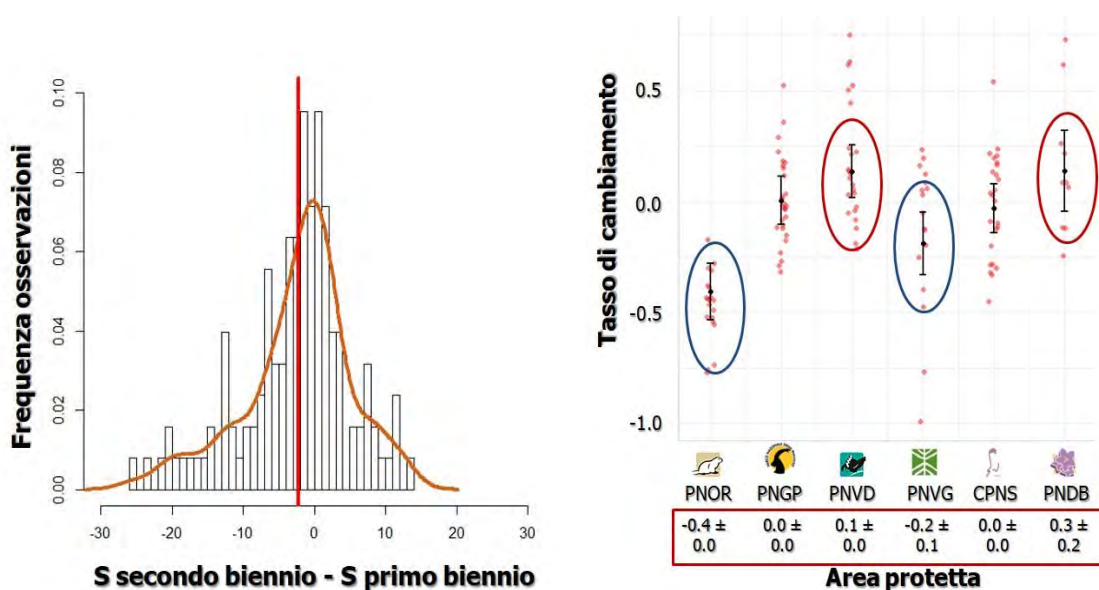 Frequenza osservazioni
0.10
0.08
0.06
0.04
0.02
0.00
-30 -20 -10 0 10 20 30
S secondo biennio - S primo biennio
Tasso di cambiamento
0.5
0.0
-0.5
-1.0
PNOR PNGP PNVD PNVG CPNS PNDB
-0.4 ± 0.0 ± 0.1 ± -0.2 ± 0.0 ± 0.3 ±
0.0 0.0 0.0 0.1 0.0 0.2
Area protetta